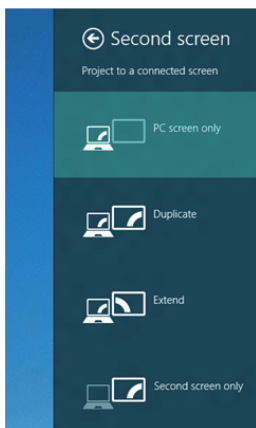 Second screen
Project to a connected screen
PC screen only
Duplicate
Extend
Second screen only